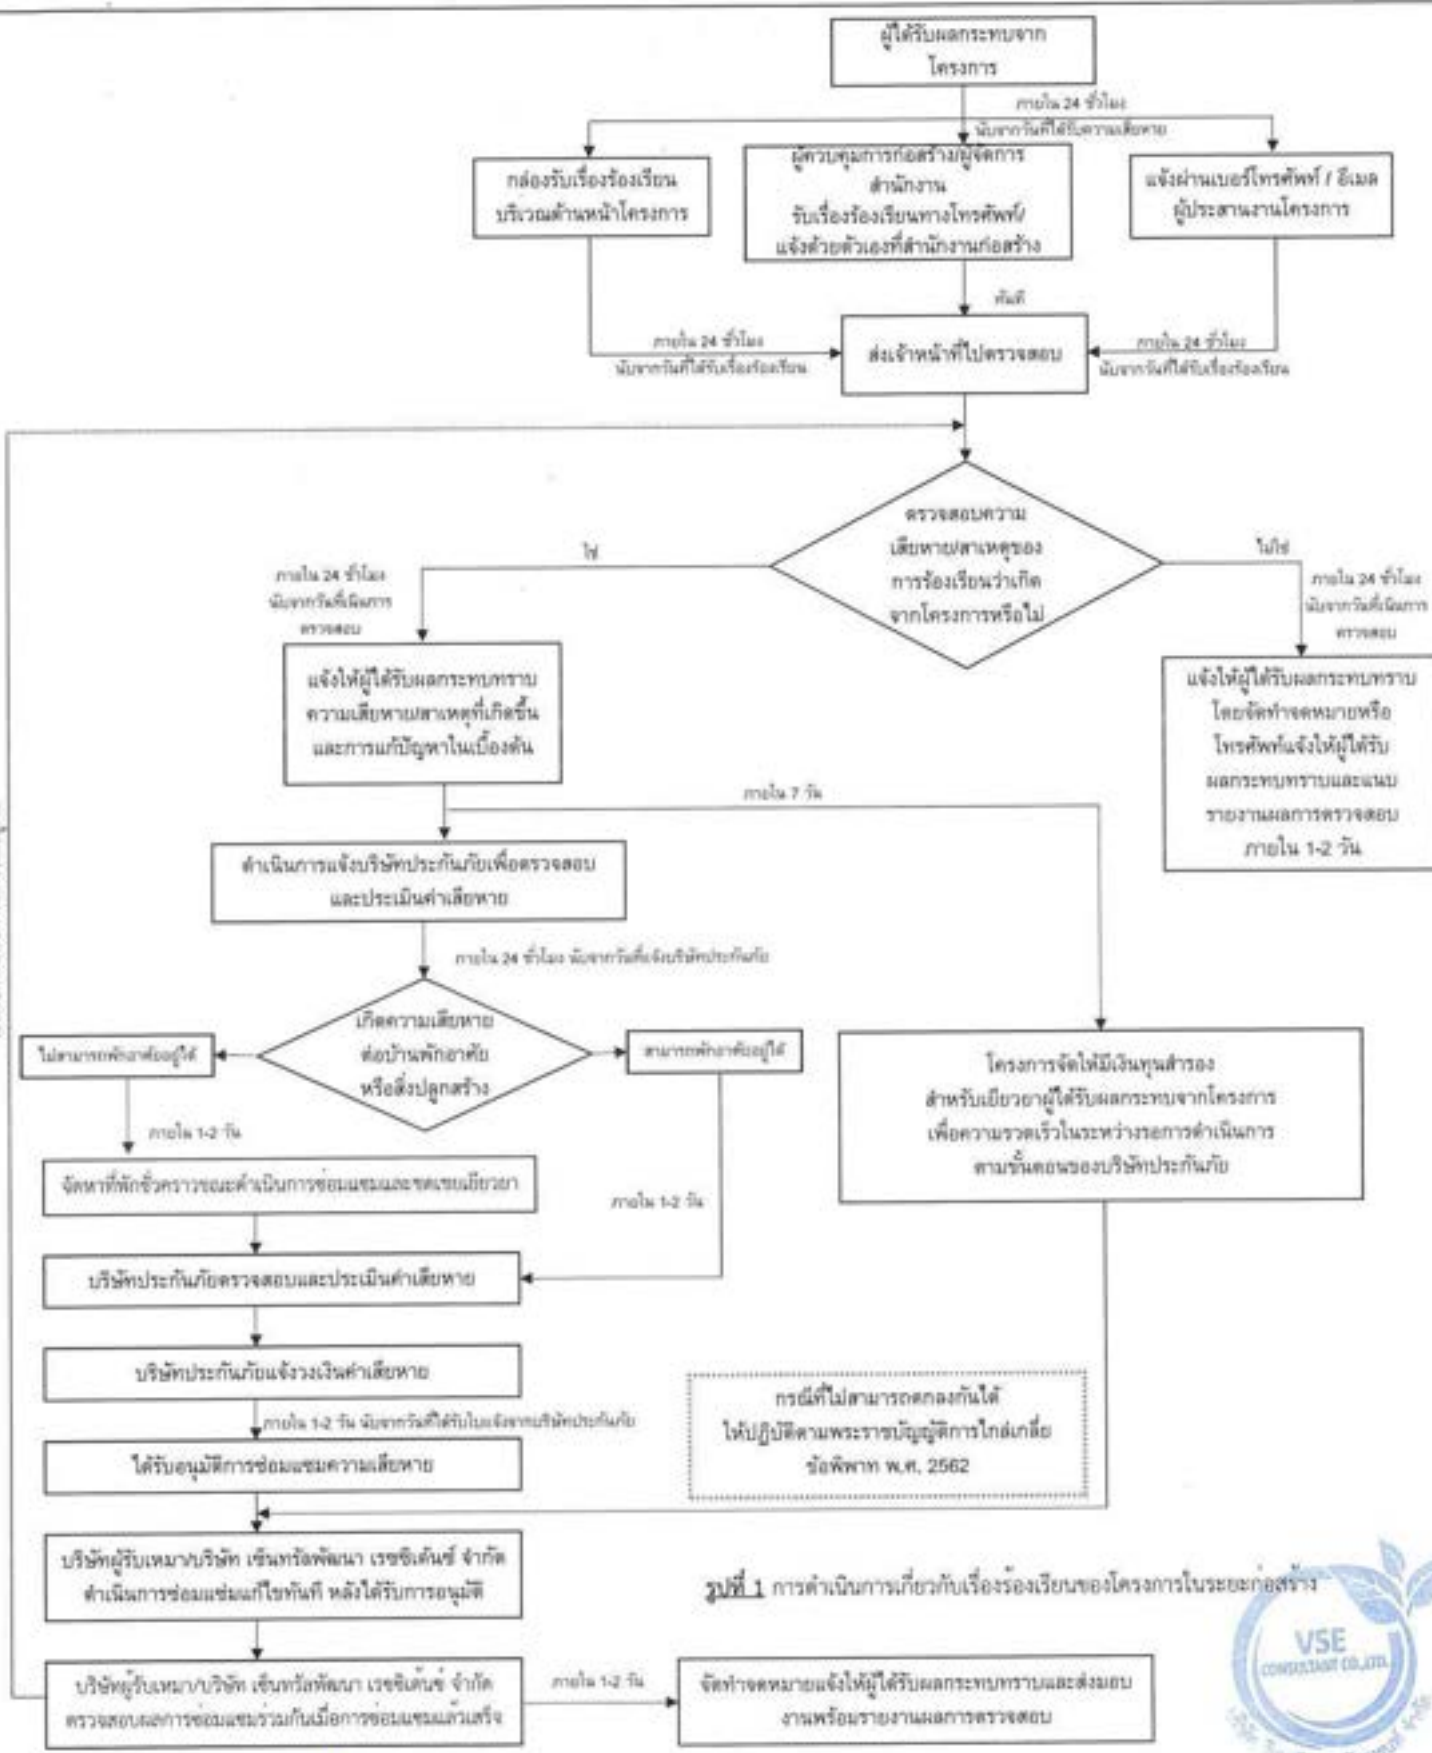 ผู้ได้รับผลกระทบจาก
โครงการ
ภายใน 24 ชั่วโมง
นับจากวันที่ได้รับความเสียหาย
กล่องรับเรื่องร้องเรียน
บริเวณด้านหน้าโครงการ
ผู้ควบคุมการก่อสร้าง/ผู้จัดการ
สำนักงาน
รับเรื่องร้องเรียนทางโทรศัพท์/
แจ้งด้วยตัวเองที่สำนักงานก่อสร้าง
แจ้งผ่านเบอร์โทรศัพท์ / อีเมล
ผู้ประสานงานโครงการ
ทันที
ภายใน 24 ชั่วโมง
นับจากวันที่ได้รับเรื่องร้องเรียน
ส่งเจ้าหน้าที่ไปตรวจสอบ
ภายใน 24 ชั่วโมง
นับจากวันที่ได้รับเรื่องร้องเรียน
ตรวจสอบความ
เสียหาย/สาเหตุของ
การร้องเรียนว่าเกิด
จากโครงการหรือไม่
ใช่
ไม่ใช่
ภายใน 24 ชั่วโมง
นับจากวันที่เนินการ
ตรวจสอบ
ภายใน 24 ชั่วโมง
นับจากวันที่เนินการ
ตรวจสอบ
แจ้งให้ผู้ได้รับผลกระทบทราบ
ความเสียหาย/สาเหตุที่เกิดขึ้น
และการแก้ปัญหาในเบื้องต้น
แจ้งให้ผู้ได้รับผลกระทบทราบ
โดยจัดทำจดหมายหรือ
โทรศัพท์แจ้งให้ผู้ได้รับ
ผลกระทบทราบและแนบ
รายงานผลการตรวจสอบ
ภายใน 1-2 วัน
ภายใน 7 วัน
ดำเนินการแจ้งบริษัทประกันภัยเพื่อตรวจสอบ
และประเมินค่าเสียหาย
ภายใน 24 ชั่วโมง นับจากวันที่แจ้งบริษัทประกันภัย
เกิดความเสียหาย
ต่อบ้านพักอาศัย
หรือสิ่งปลูกสร้าง
ไม่สามารถพักอาศัยอยู่ได้
สามารถพักอาศัยอยู่ได้
โครงการจัดให้มีเงินทุนสำรอง
สำหรับเยียวยาผู้ได้รับผลกระทบจากโครงการ
เพื่อความรวดเร็วในระหว่างรอการดำเนินการ
ตามขั้นตอนของบริษัทประกันภัย
ภายใน 1-2 วัน
จัดหาที่พักชั่วคราวขณะดำเนินการซ่อมแซมและชดเชยเยียวยา
ภายใน 1-2 วัน
บริษัทประกันภัยตรวจสอบและประเมินค่าเสียหาย
บริษัทประกันภัยแจ้งวงเงินค่าเสียหาย
ภายใน 1-2 วัน นับจากวันที่ได้รับใบแจ้งจากบริษัทประกันภัย
ได้รับอนุมัติการซ่อมแซมความเสียหาย
กรณีที่ไม่สามารถตกลงกันได้
ให้ปฏิบัติตามพระราชบัญญัติการไกล่เกลี่ย
ข้อพิพาท พ.ศ. 2562
บริษัทผู้รับเหมา/บริษัท เซ็นทรัลพัฒนา เรซซิเด้นซ์ จำกัด
ดำเนินการซ่อมแซ่มแก้ไขทันที หลังได้รับการอนุมัติ
รูปที่ 1 การดำเนินการเกี่ยวกับเรื่องร้องเรียนของโครงการในระยะก่อสร้าง
บริษัทผู้รับเหมา/บริษัท เซ็นทรัลพัฒนา เรซซิเด้นซ์ จำกัด
ตรวจสอบผลการซ่อมแซมร่วมกันเมื่อการซ่อมแซมแล้วเสร็จ
ภายใน 1-2 วัน
จัดทำจดหมายแจ้งให้ผู้ได้รับผลกระทบทราบและส่งมอบ
งานพร้อมรายงานผลการตรวจสอบ
VSE
CONSULTANT CO.,LTD.